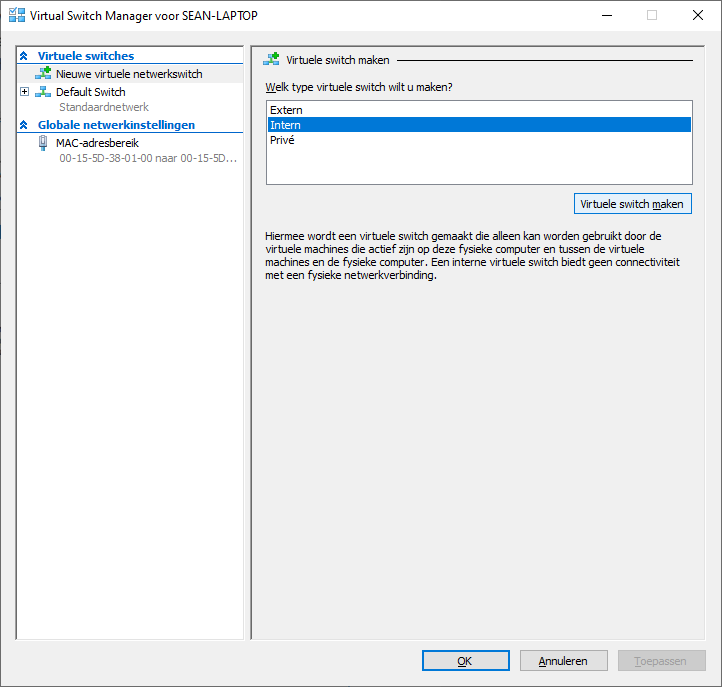 Virtual Switch Manager voor SEAN-LAPTOP
Virtuele switches
Nieuwe virtuele netwerkswitch
Default Switch
Standaardnetwerk
Globale netwerkinstellingen
MAC-adresbereik
00-15-5D-38-01-00 naar 00-15-5D...
Virtuele switch maken
Welk type virtuele switch wilt u maken?
Extern
Intern
Privé
Virtuele switch maken
Hiermee wordt een virtuele switch gemaakt die alleen kan worden gebruikt door de
virtuele machines die actief zijn op deze fysieke computer en tussen de virtuele
machines en de fysieke computer. Een interne virtuele switch biedt geen connectiviteit
met een fysieke netwerkverbinding.
OK
Annuleren
Toepassen